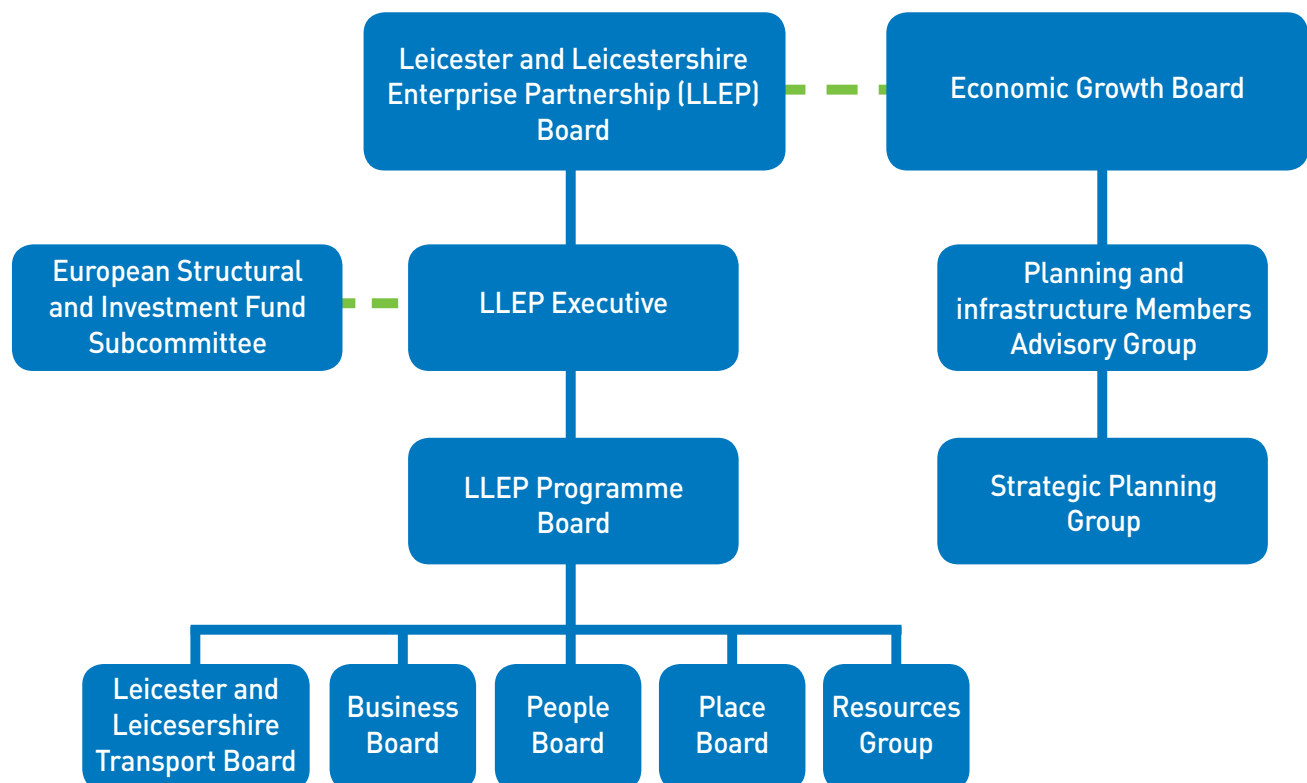 Leicester and Leicestershire
Enterprise Partnership (LLEP)
Board
Economic Growth Board
European Structural
and Investment Fund
Subcommittee
LLEP Executive
Planning and
infrastructure Members
Advisory Group
LLEP Programme
Board
Strategic Planning
Group
Leicester and
Leicesershire
Transport Board
Business
Board
People
Board
Place
Board
Resources
Group